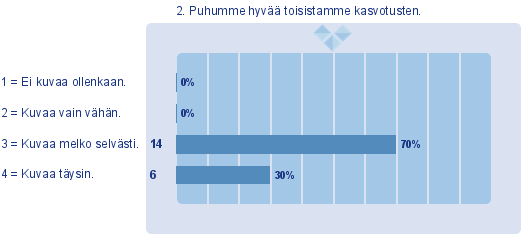 2. Puhumme hyvää toisistamme kasvotusten.
1 = Ei kuvaa ollenkaan. 0%
2 = Kuvaa vain vähän. 0%
3 = Kuvaa melko selvästi. 14 70%
4 = Kuvaa täysin. 6 30%